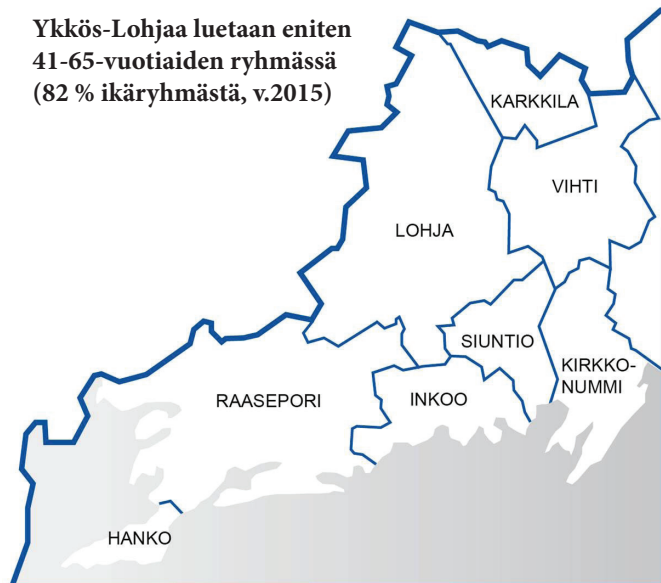 Ykkös-Lohjaa luetaan eniten
41-65-vuotiaiden ryhmässä
(82 % ikäryhmästä, v.2015)
KARKKILA
VIHTI
LOHJA
SIUNTIO
KIRKKO-
NUMMI
RAASEPORI
INKOO
HANKO